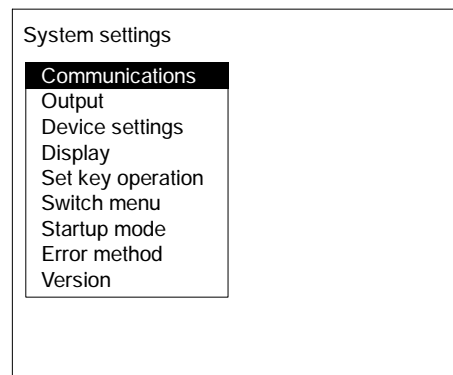 System settings
Communications
Output
Device settings
Display
Set key operation
Switch menu
Startup mode
Error method
Version